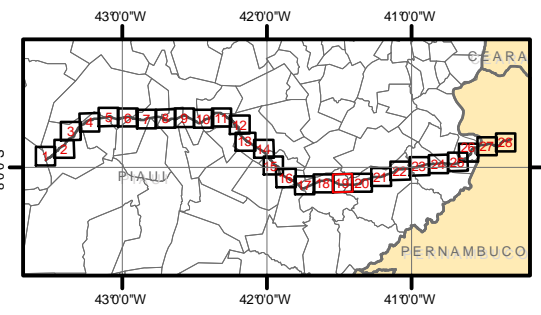 43°0'0"W 42°0'0"W 41°0'0"W
CEARÁ
5 6 7 8 9 10 11
4 12
3 13
1 2 14
15 16 17 18 19 20 21 22 23 24 25 26 27 28
PIAUÍ
PERNAMBUCO
43°0'0"W 42°0'0"W 41°0'0"W